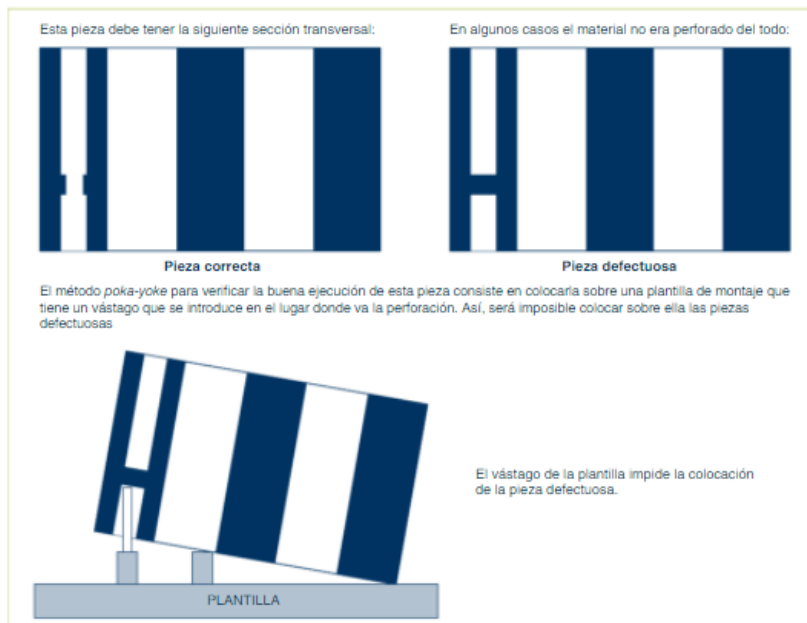 Esta pieza debe tener la siguiente sección transversal:
En algunos casos el material no era perforado del todo:
Pieza correcta
Pieza defectuosa
El método poka-yoke para verificar la buena ejecución de esta pieza consiste en colocarla sobre una plantilla de montaje que
tiene un vástago que se introduce en el lugar donde va la perforación. Así, será imposible colocar sobre ella las piezas
defectuosas
El vástago de la plantilla impide la colocación
de la pieza defectuosa.
PLANTILLA